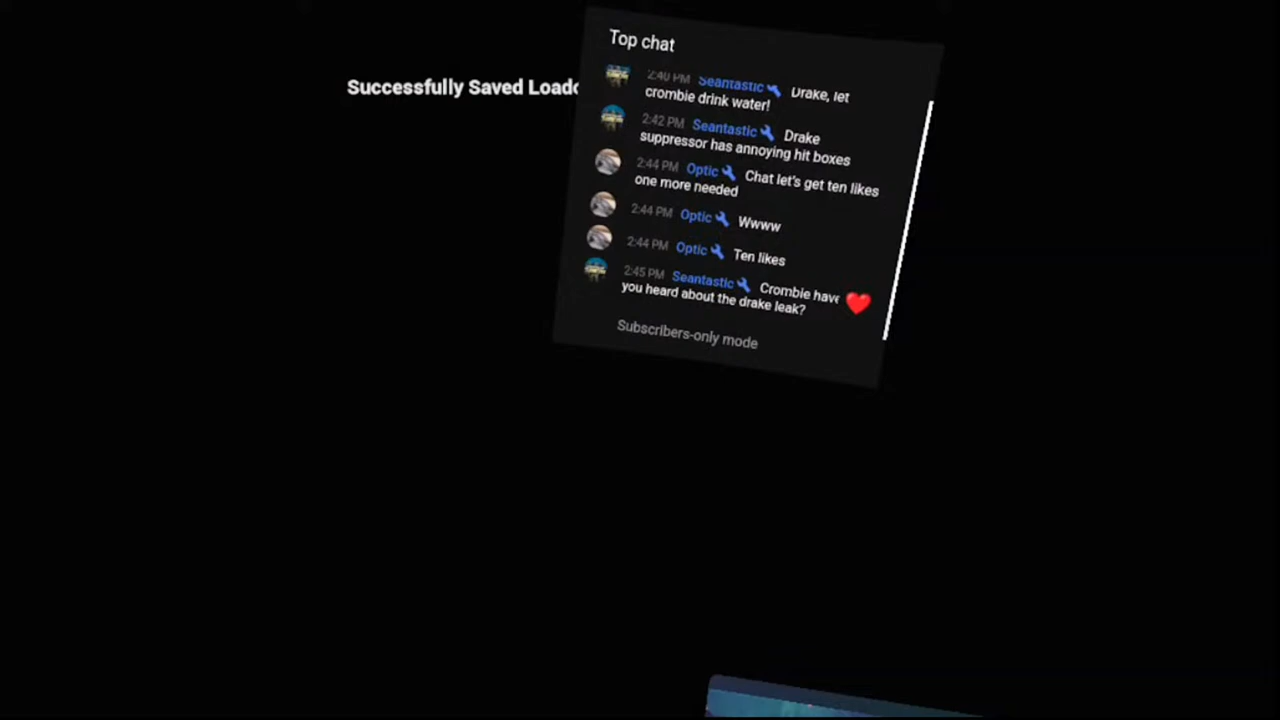 Top chat
Successfully Saved Loado
2:40 PM Seantastic Drake, let
crombie drink water!
2:42 PM Seantastic Drake
suppressor has annoying hit boxes
2:44 PM Optic Chat let's get ten likes
one more needed
2:44 PM Optic Wwww
2:44 PM Optic Ten likes
2:45 PM Seantastic Crombie have
you heard about the drake leak?
Subscribers-only mode